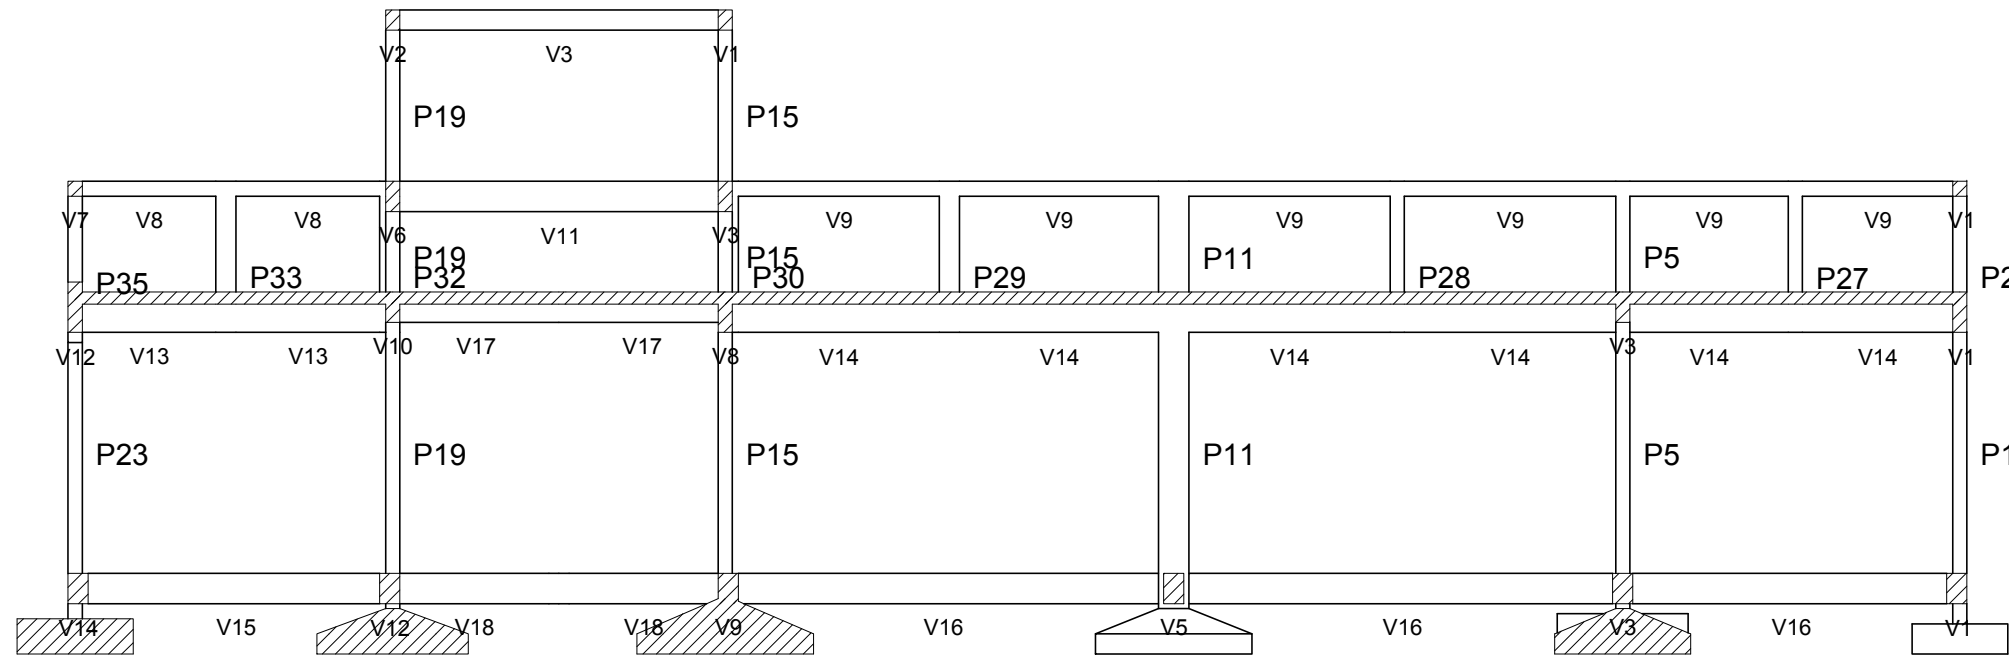 V2 V3 V1
P19 P15
V7 V8 V8 V6 V11 V3 V9 V9 V9 V9 V9 V9 V1
P19 P15 P11 P5
P35 P33 P32 P30 P29 P28 P27 P2
V12 V13 V13 V10 V17 V17 V8 V14 V14 V14 V14 V3 V14 V14 V1
P23 P19 P15 P11 P5 P1
V14 V15 V12 V18 V18 V9 V16 V5 V16 V3 V16 V1